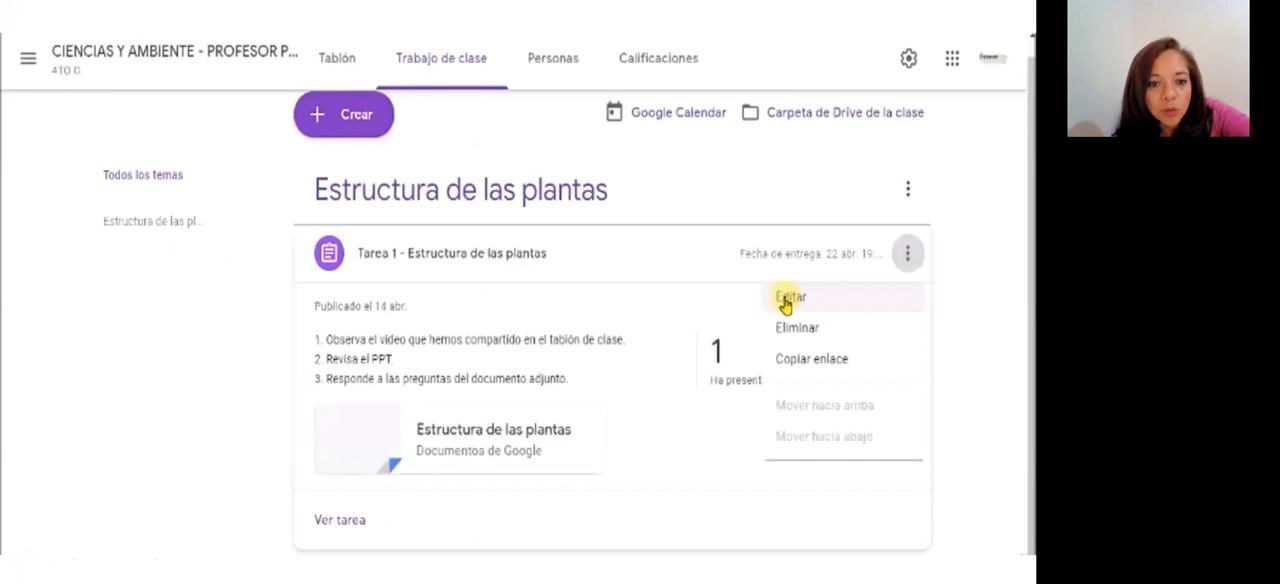 CIENCIAS Y AMBIENTE - PROFESOR P...
4TO C
Tablón
Trabajo de clase
Personas
Calificaciones
Crear
Google Calendar
Carpeta de Drive de la clase
Todos los temas
Estructura de las pl...
Estructura de las plantas
Tarea 1 - Estructura de las plantas
Fecha de entrega: 22 abr. 19:...
Publicado el 14 abr.
1. Observa el video que hemos compartido en el tablón de clase.
2. Revisa el PPT.
3. Responde a las preguntas del documento adjunto.
1
Ha present
Editar
Eliminar
Copiar enlace
Mover hacia arriba
Mover hacia abajo
Estructura de las plantas
Documentos de Google
Ver tarea